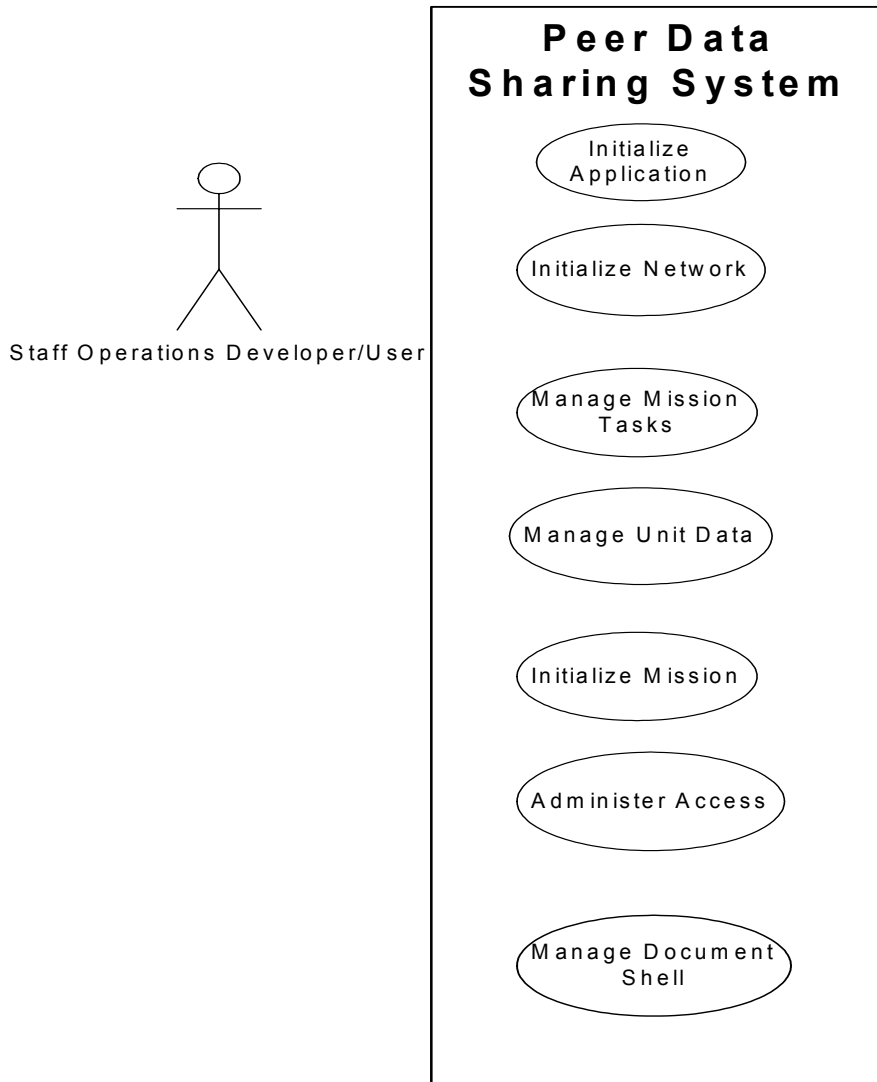 Peer Data
Sharing System
Initialize
Application
Initialize Network
Staff Operations Developer/User
Manage Mission
Tasks
Manage Unit Data
Initialize Mission
Administer Access
Manage Document
Shell